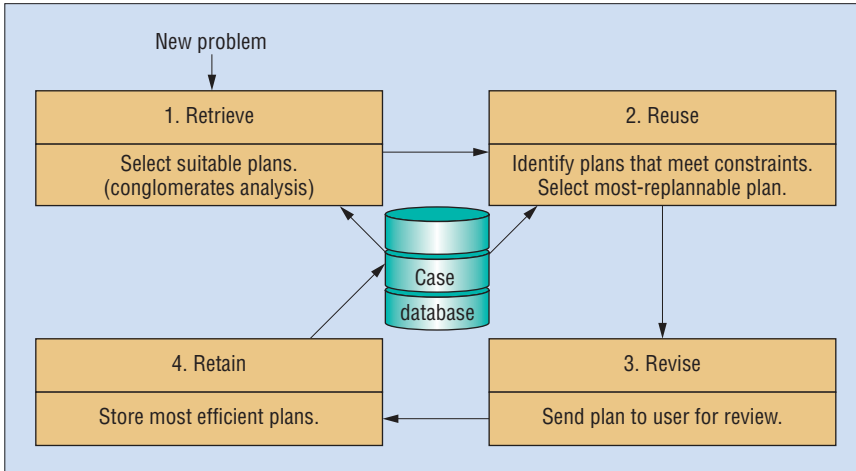 New problem
1. Retrieve
Select suitable plans.
(conglomerates analysis)
2. Reuse
Identify plans that meet constraints.
Select most-replannable plan.
Case
database
4. Retain
Store most efficient plans.
3. Revise
Send plan to user for review.